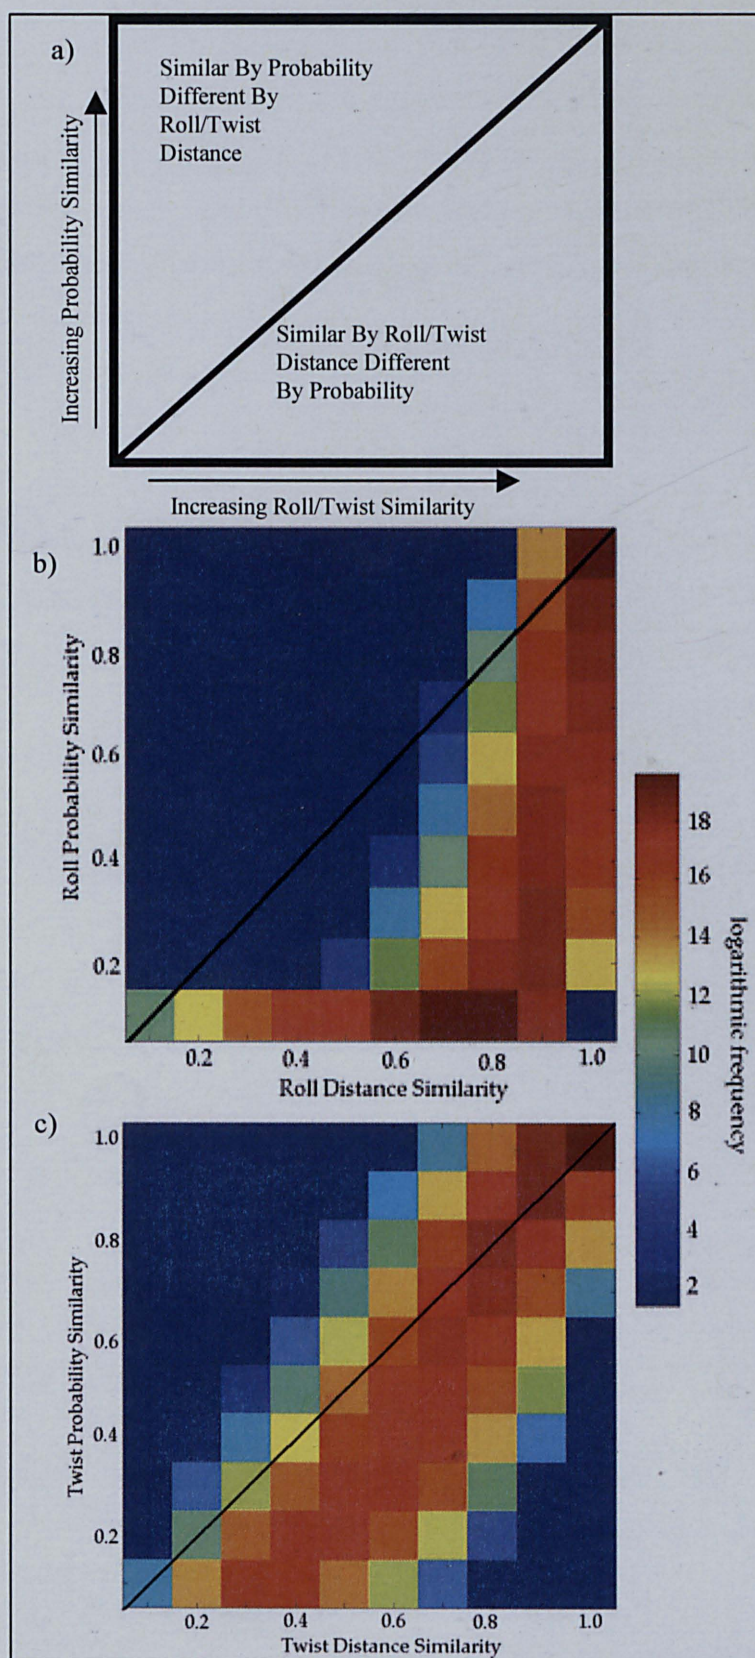 a)
Similar By Probability
Different By
Roll/Twist
Distance
Increasing Probability Similarity
Similar By Roll/Twist
Distance Different
By Probability
Increasing Roll/Twist Similarity
b)
1.0
0.8
0.6
0.4
0.2
Roll Probability Similarity
0.2 0.4 0.6 0.8 1.0
Roll Distance Similarity
18
16
14
12
10
8
6
4
2
logarithmic frequency
c)
1.0
0.8
0.6
0.4
0.2
Twist Probability Similarity
0.2 0.4 0.6 0.8 1.0
Twist Distance Similarity